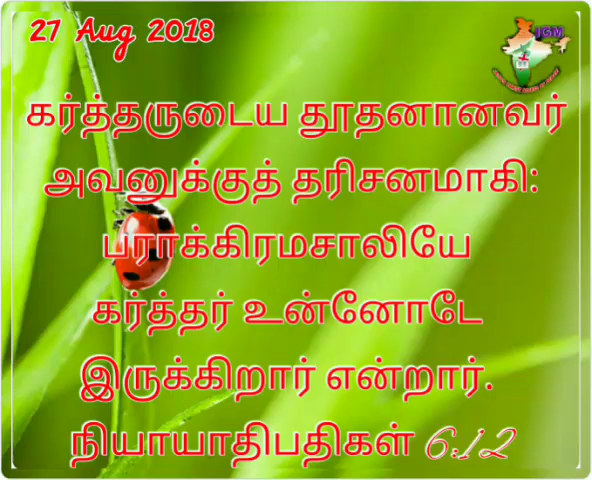 27 Aug 2018
IGM
கர்த்தருடைய தூதனானவர்
அவனுக்குத் தரிசனமாகி:
பராக்கிரமசாலியே
கர்த்தர் உன்னோடே
இருக்கிறார் என்றார்.
நியாயாதிபதிகள் 6:12